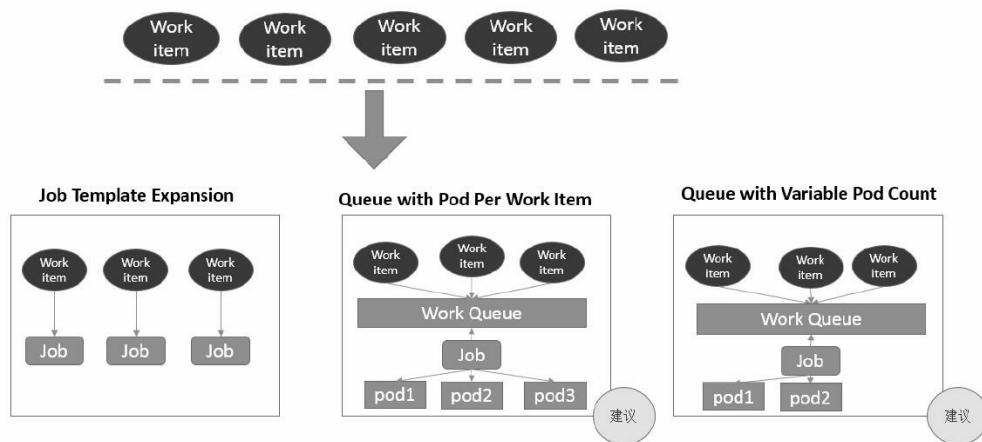 Work
item
Work
item
Work
item
Work
item
Work
item
Job Template Expansion
Queue with Pod Per Work Item
Queue with Variable Pod Count
Work
item
Work
item
Work
item
Job
Job
Job
Work
item
Work
item
Work
item
Work Queue
Job
pod1
pod2
pod3
建议
Work
Item
Work
item
Work
Item
Work Queue
Job
pod1
pod2
建议